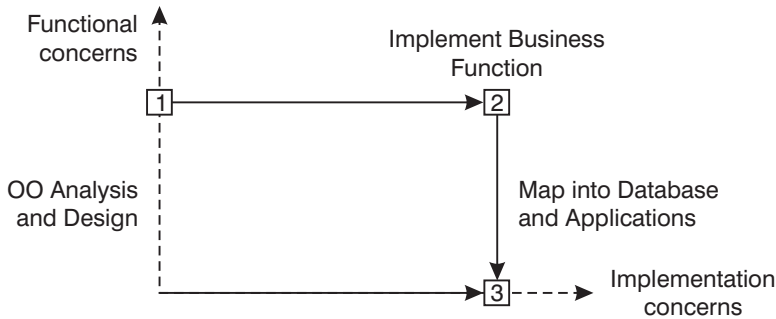 Functional
concerns
Implement Business
Function
1
2
OO Analysis
and Design
Map into Database
and Applications
3
Implementation
concerns